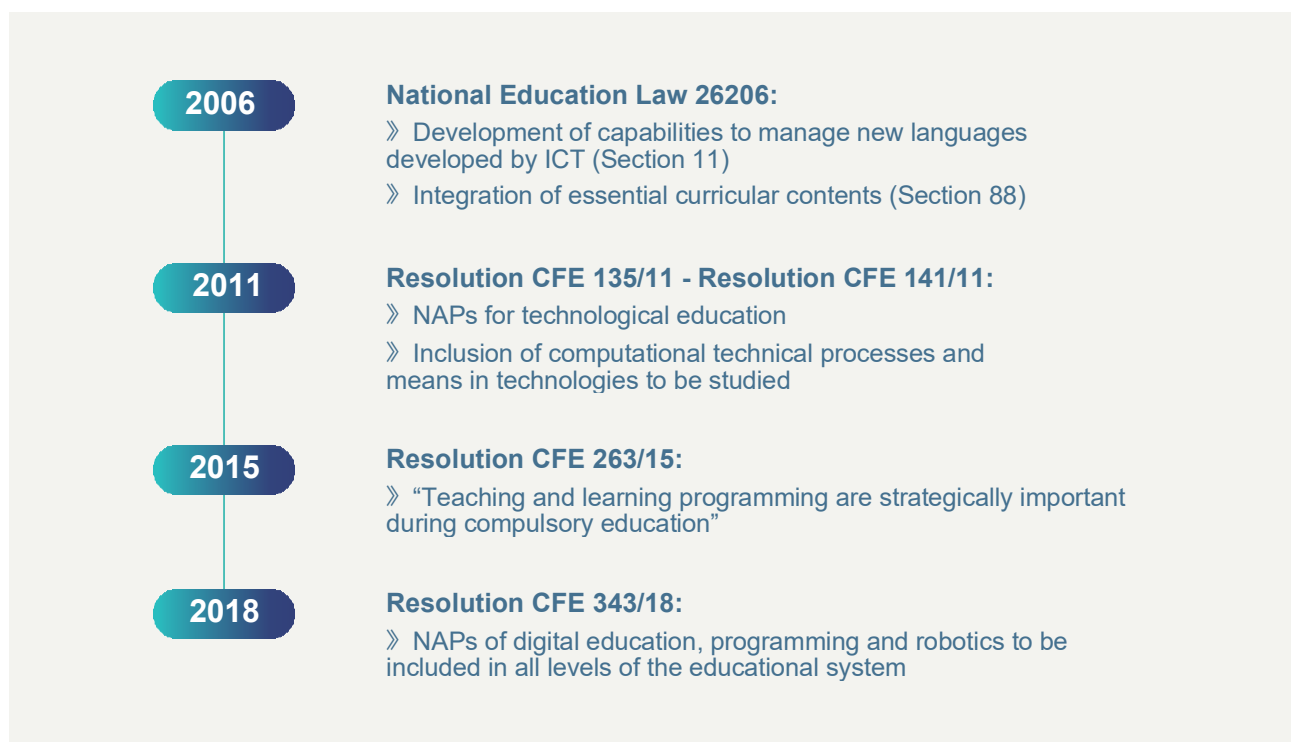 2006
National Education Law 26206:
》 Development of capabilities to manage new languages
developed by ICT (Section 11)
》 Integration of essential curricular contents (Section 88)
2011
Resolution CFE 135/11 - Resolution CFE 141/11:
》 NAPs for technological education
》 Inclusion of computational technical processes and
means in technologies to be studied
2015
Resolution CFE 263/15:
》 “Teaching and learning programming are strategically important
during compulsory education”
2018
Resolution CFE 343/18:
》 NAPs of digital education, programming and robotics to be
included in all levels of the educational system